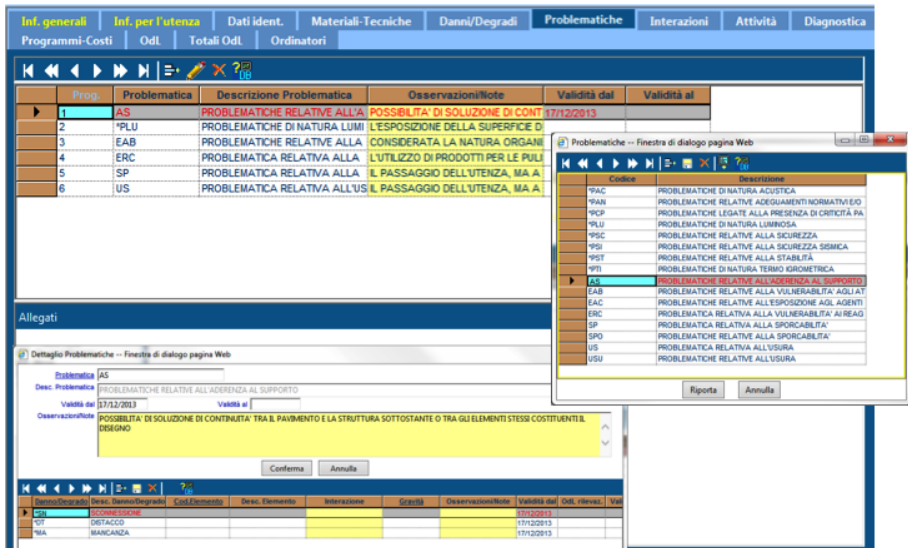 Inf. generali Inf. per l'utenza Dati ident. Materiali-Tecniche Danni/Degradi Problematiche Interazioni Attività Diagnostica
Programmi-Costi OdL Totali OdL Ordinatori
Prog. Problematica Descrizione Problematica Osservazioni/Note Validità dal Validità al
1 AS PROBLEMATICHE RELATIVE ALL'A POSSIBILITA' DI SOLUZIONE DI CONT 17/12/2013
2 *PLU PROBLEMATICHE DI NATURA LUMI L'ESPOSIZIONE DELLA SUPERFICE D
3 EAB PROBLEMATICHE RELATIVE ALLA CONSIDERATA LA NATURA ORGANI
4 ERC PROBLEMATICA RELATIVA ALLA L'UTILIZZO DI PRODOTTI PER LE PULI
5 SP PROBLEMATICA RELATIVA ALLA IL PASSAGGIO DELL'UTENZA, MA A
6 US PROBLEMATICA RELATIVA ALL'US IL PASSAGGIO DELL'UTENZA, MA A
Problematiche -- Finestra di dialogo pagina Web
Codice Descrizione
*PAC PROBLEMATICHE DI NATURA ACUSTICA
*PAN PROBLEMATICHE RELATIVE ADEGUAMENTI NORMATIVI E/O
*PCP PROBLEMATICHE LEGATE ALLA PRESENZA DI CRITICITÀ PA
*PLU PROBLEMATICHE DI NATURA LUMINOSA
*PSC PROBLEMATICHE RELATIVE ALLA SICUREZZA
*PSI PROBLEMATICHE RELATIVE ALLA SICUREZZA SISMICA
*PST PROBLEMATICHE RELATIVE ALLA STABILITÀ
*PTI PROBLEMATICHE DI NATURA TERMO IGROMETRICA
AS PROBLEMATICHE RELATIVE ALL'ADERENZA AL SUPPORTO
EAB PROBLEMATICHE RELATIVE ALLA VULNERABILITA' AGLI AT
EAC PROBLEMATICHE RELATIVE ALL'ESPOSIZIONE AGL AGENTI
ERC PROBLEMATICA RELATIVA ALLA VULNERABILITA' AI REAG
SP PROBLEMATICA RELATIVA ALLA SPORCABILITA'
SPO PROBLEMATICHE RELATIVE ALLA SPORCABILITA'
US PROBLEMATICA RELATIVA ALL'USURA
USU PROBLEMATICHE RELATIVE ALL'USURA
Riporta Annulla
Allegati
Dettaglio Problematiche -- Finestra di dialogo pagina Web
Problematica AS
Desc. Problematica PROBLEMATICHE RELATIVE ALL'ADERENZA AL SUPPORTO
Validità dal 17/12/2013 Validità al
Osservazioni/Note POSSIBILITA' DI SOLUZIONE DI CONTINUITA' TRA IL PAVIMENTO E LA STRUTTURA SOTTOSTANTE O TRA GLI ELEMENTI STESSI COSTITUENTI IL
DISEGNO
Conferma Annulla
Danno/Degrado Desc. Danno/Degrado Cod.Elemento Desc. Elemento Interazione Gravità Osservazioni/Note Validità dal OdL rilevaz. Vali
*SN SCONNESSIONE 17/12/2013
*DT DISTACCO 17/12/2013
*MA MANCANZA 17/12/2013